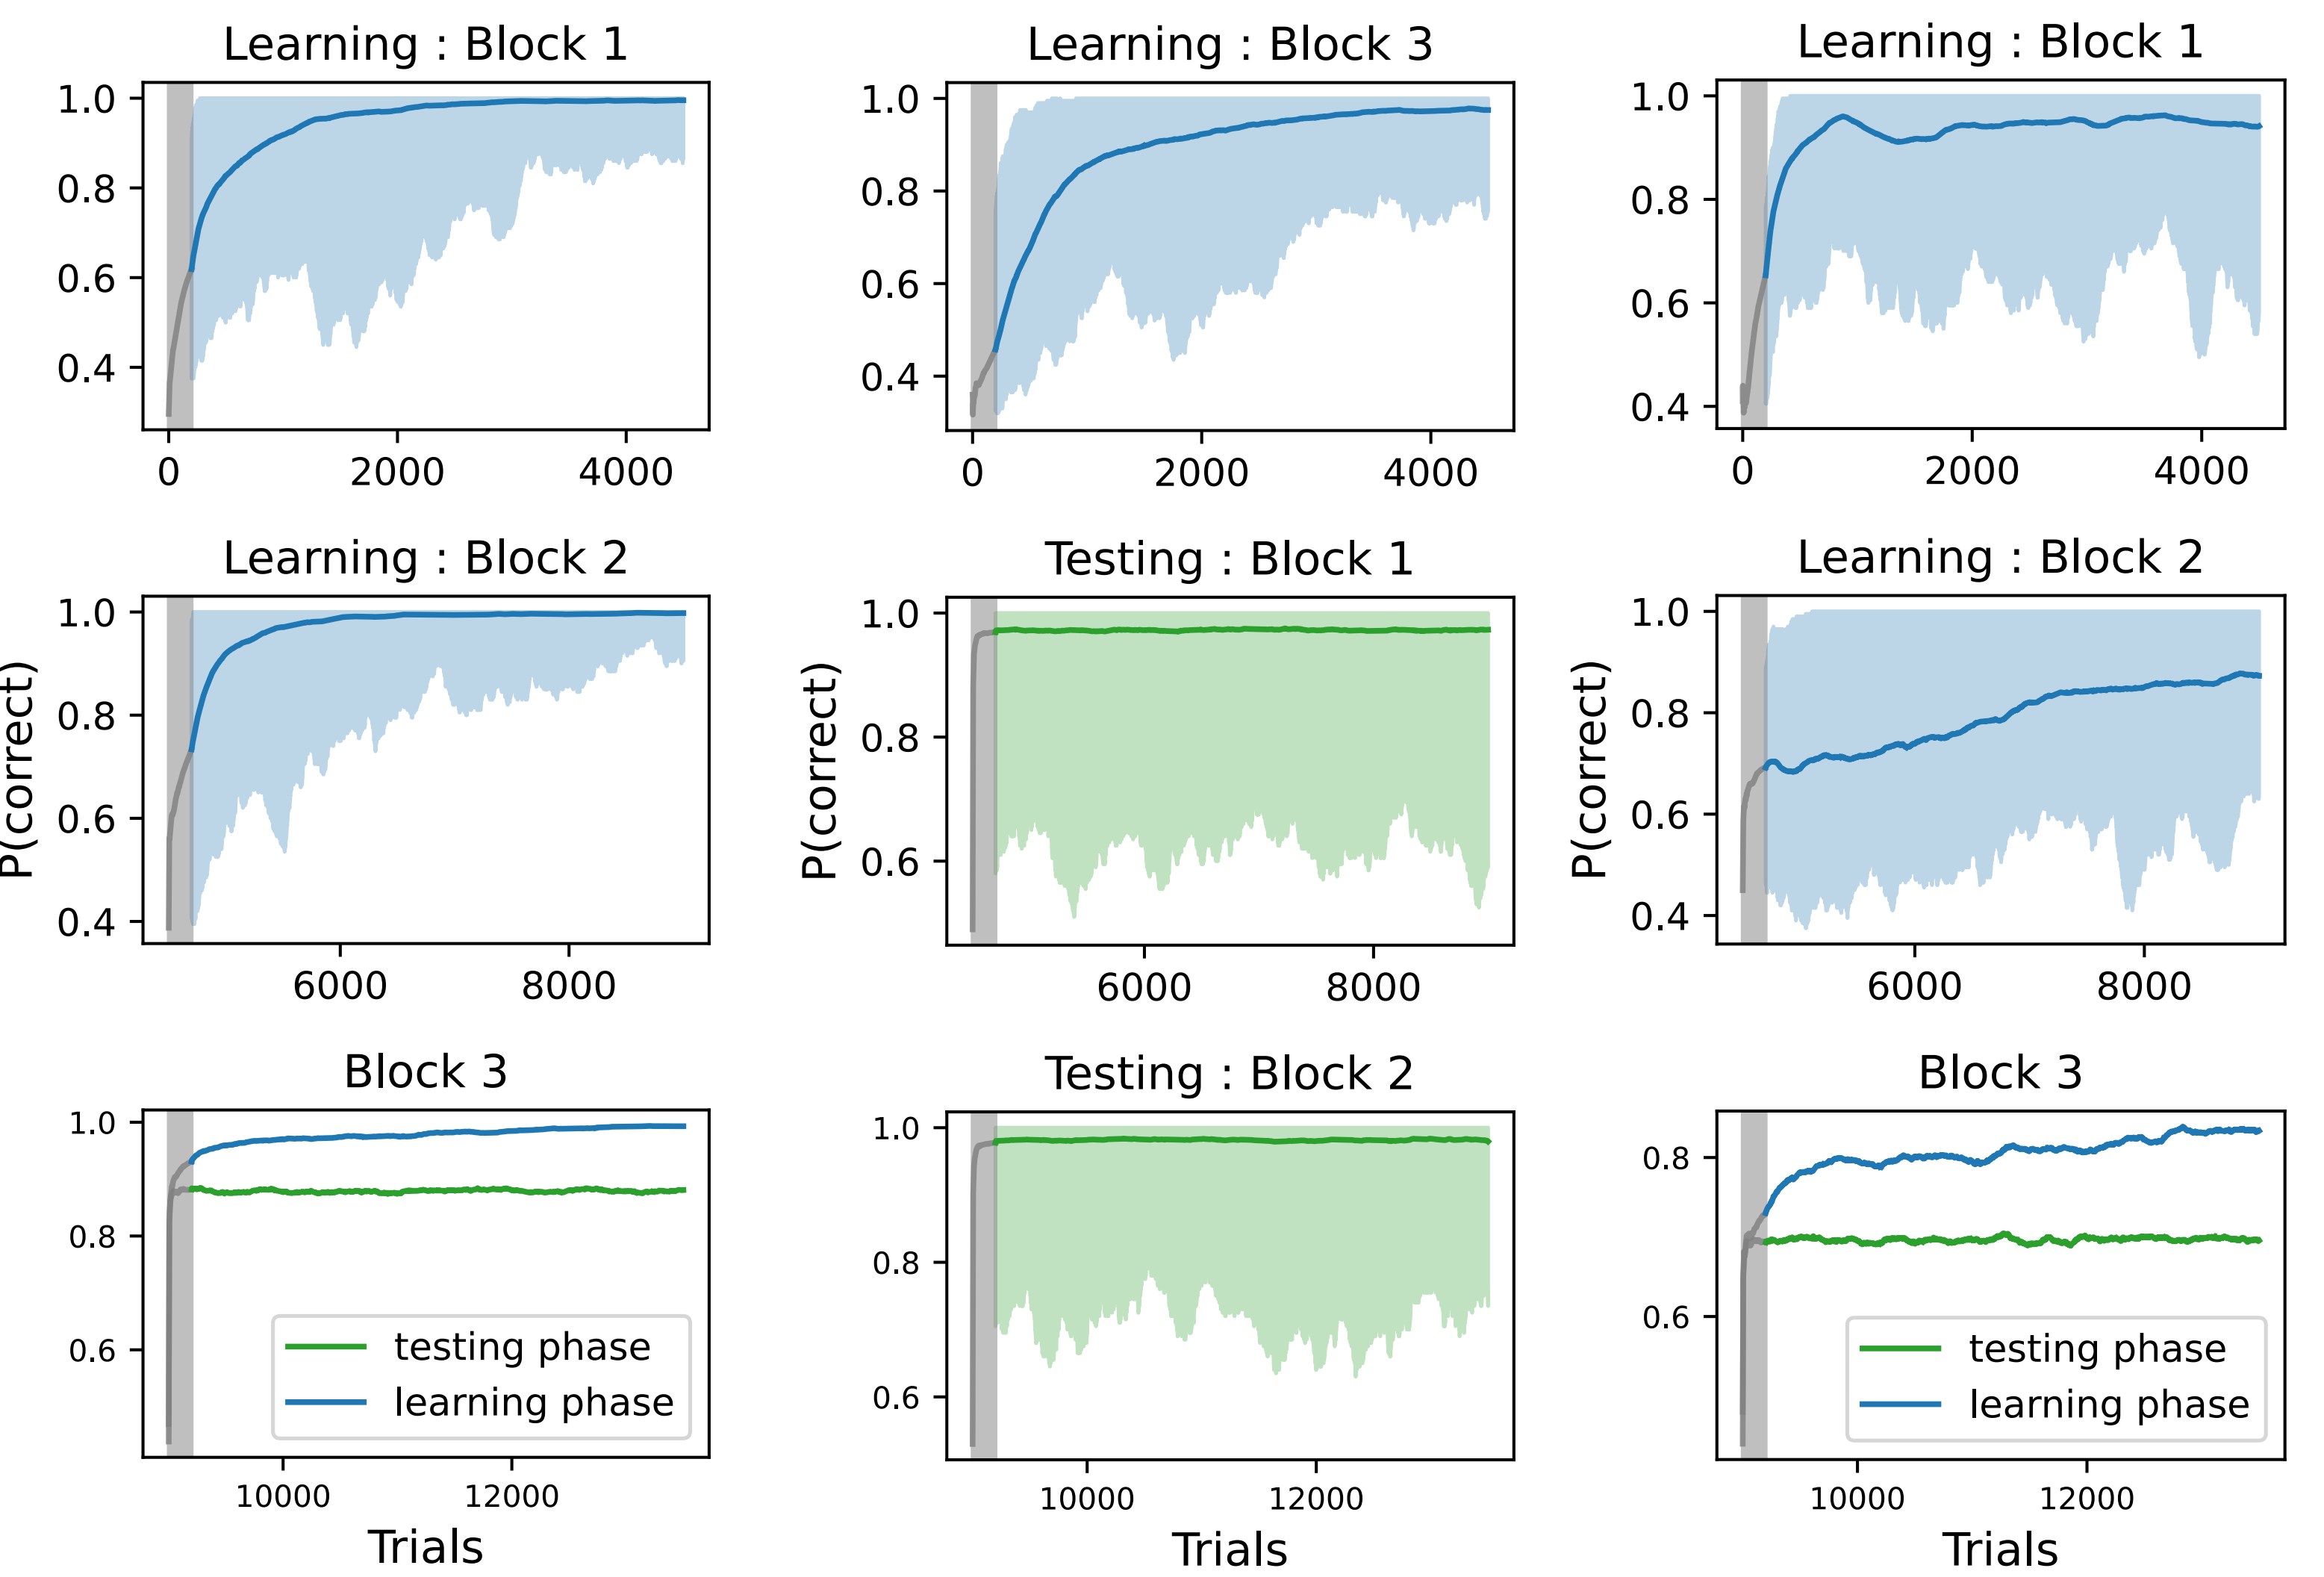 Learning : Block 1
1.0
0.8
0.6
0.4
0 2000 4000
Learning : Block 3
1.0
0.8
0.6
0.4
0 2000 4000
Learning : Block 1
1.0
0.8
0.6
0.4
0 2000 4000
Learning : Block 2
P(correct)
1.0
0.8
0.6
0.4
6000 8000
Testing : Block 1
P(correct)
1.0
0.8
0.6
6000 8000
Learning : Block 2
P(correct)
1.0
0.8
0.6
0.4
6000 8000
Block 3
1.0
0.8
0.6
testing phase
learning phase
10000 12000
Trials
Testing : Block 2
1.0
0.8
0.6
10000 12000
Trials
Block 3
0.8
0.6
testing phase
learning phase
10000 12000
Trials